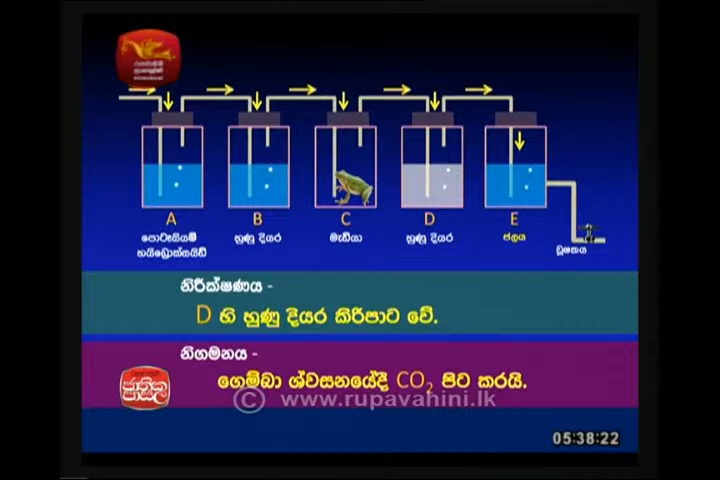 A
B
C
D
E
පොටෑසියම්
හයිඩ්‍රොක්සයිඩ්
හුණු දියර
මැඩියා
හුණු දියර
ජලය
චූෂකය
නිරීක්ෂණය -
D හි හුණු දියර කිරිපාට වේ.
නිගමනය -
ගෙම්බා ශ්වසනයේදී CO₂ පිට කරයි.
ජාතික
පාසල
© www.rupavahini.lk
05:38:22